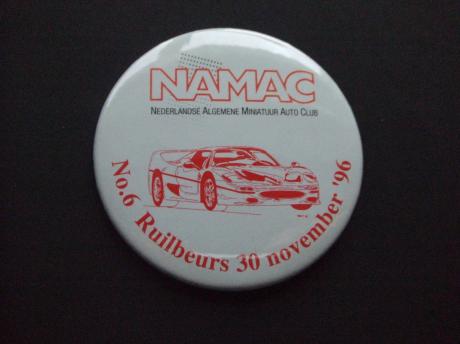 NAMAC
NEDERLANDSE ALGEMENE MINIATUUR AUTO CLUB
No.6 Ruilbeurs 30 november '96